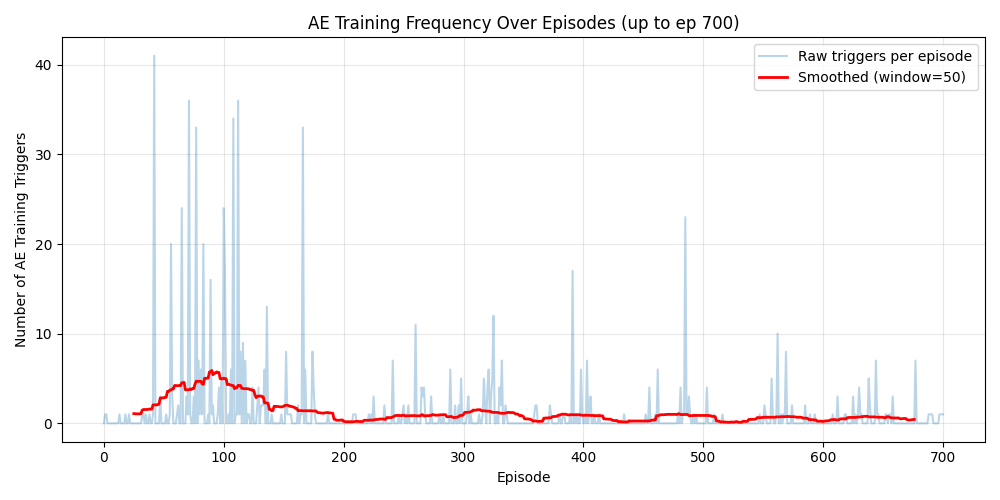 AE Training Frequency Over Episodes (up to ep 700)
Raw triggers per episode
Smoothed (window=50)
Number of AE Training Triggers
40
30
20
10
0
0 100 200 300 400 500 600 700
Episode